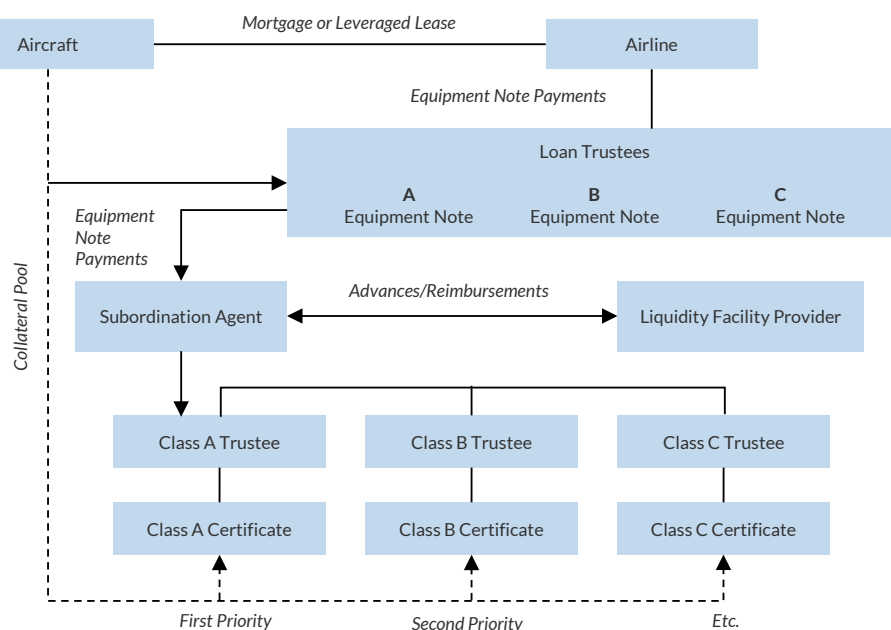 Mortgage or Leveraged Lease
Aircraft
Airline
Equipment Note Payments
Loan Trustees
A
B
C
Equipment Note
Equipment Note
Equipment Note
Equipment
Note
Payments
Collateral Pool
Subordination Agent
Advances/Reimbursements
Liquidity Facility Provider
Class A Trustee
Class B Trustee
Class C Trustee
Class A Certificate
Class B Certificate
Class C Certificate
First Priority
Second Priority
Etc.